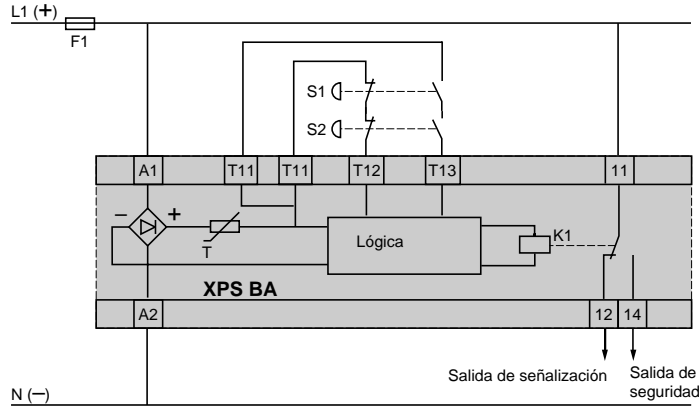 L1 (+)
F1
S1
S2
A1 T11 T11 T12 T13 11
− +
T
Lógica
K1
XPS BA
A2 12 14
Salida de señalización
Salida de
seguridad
N (−)